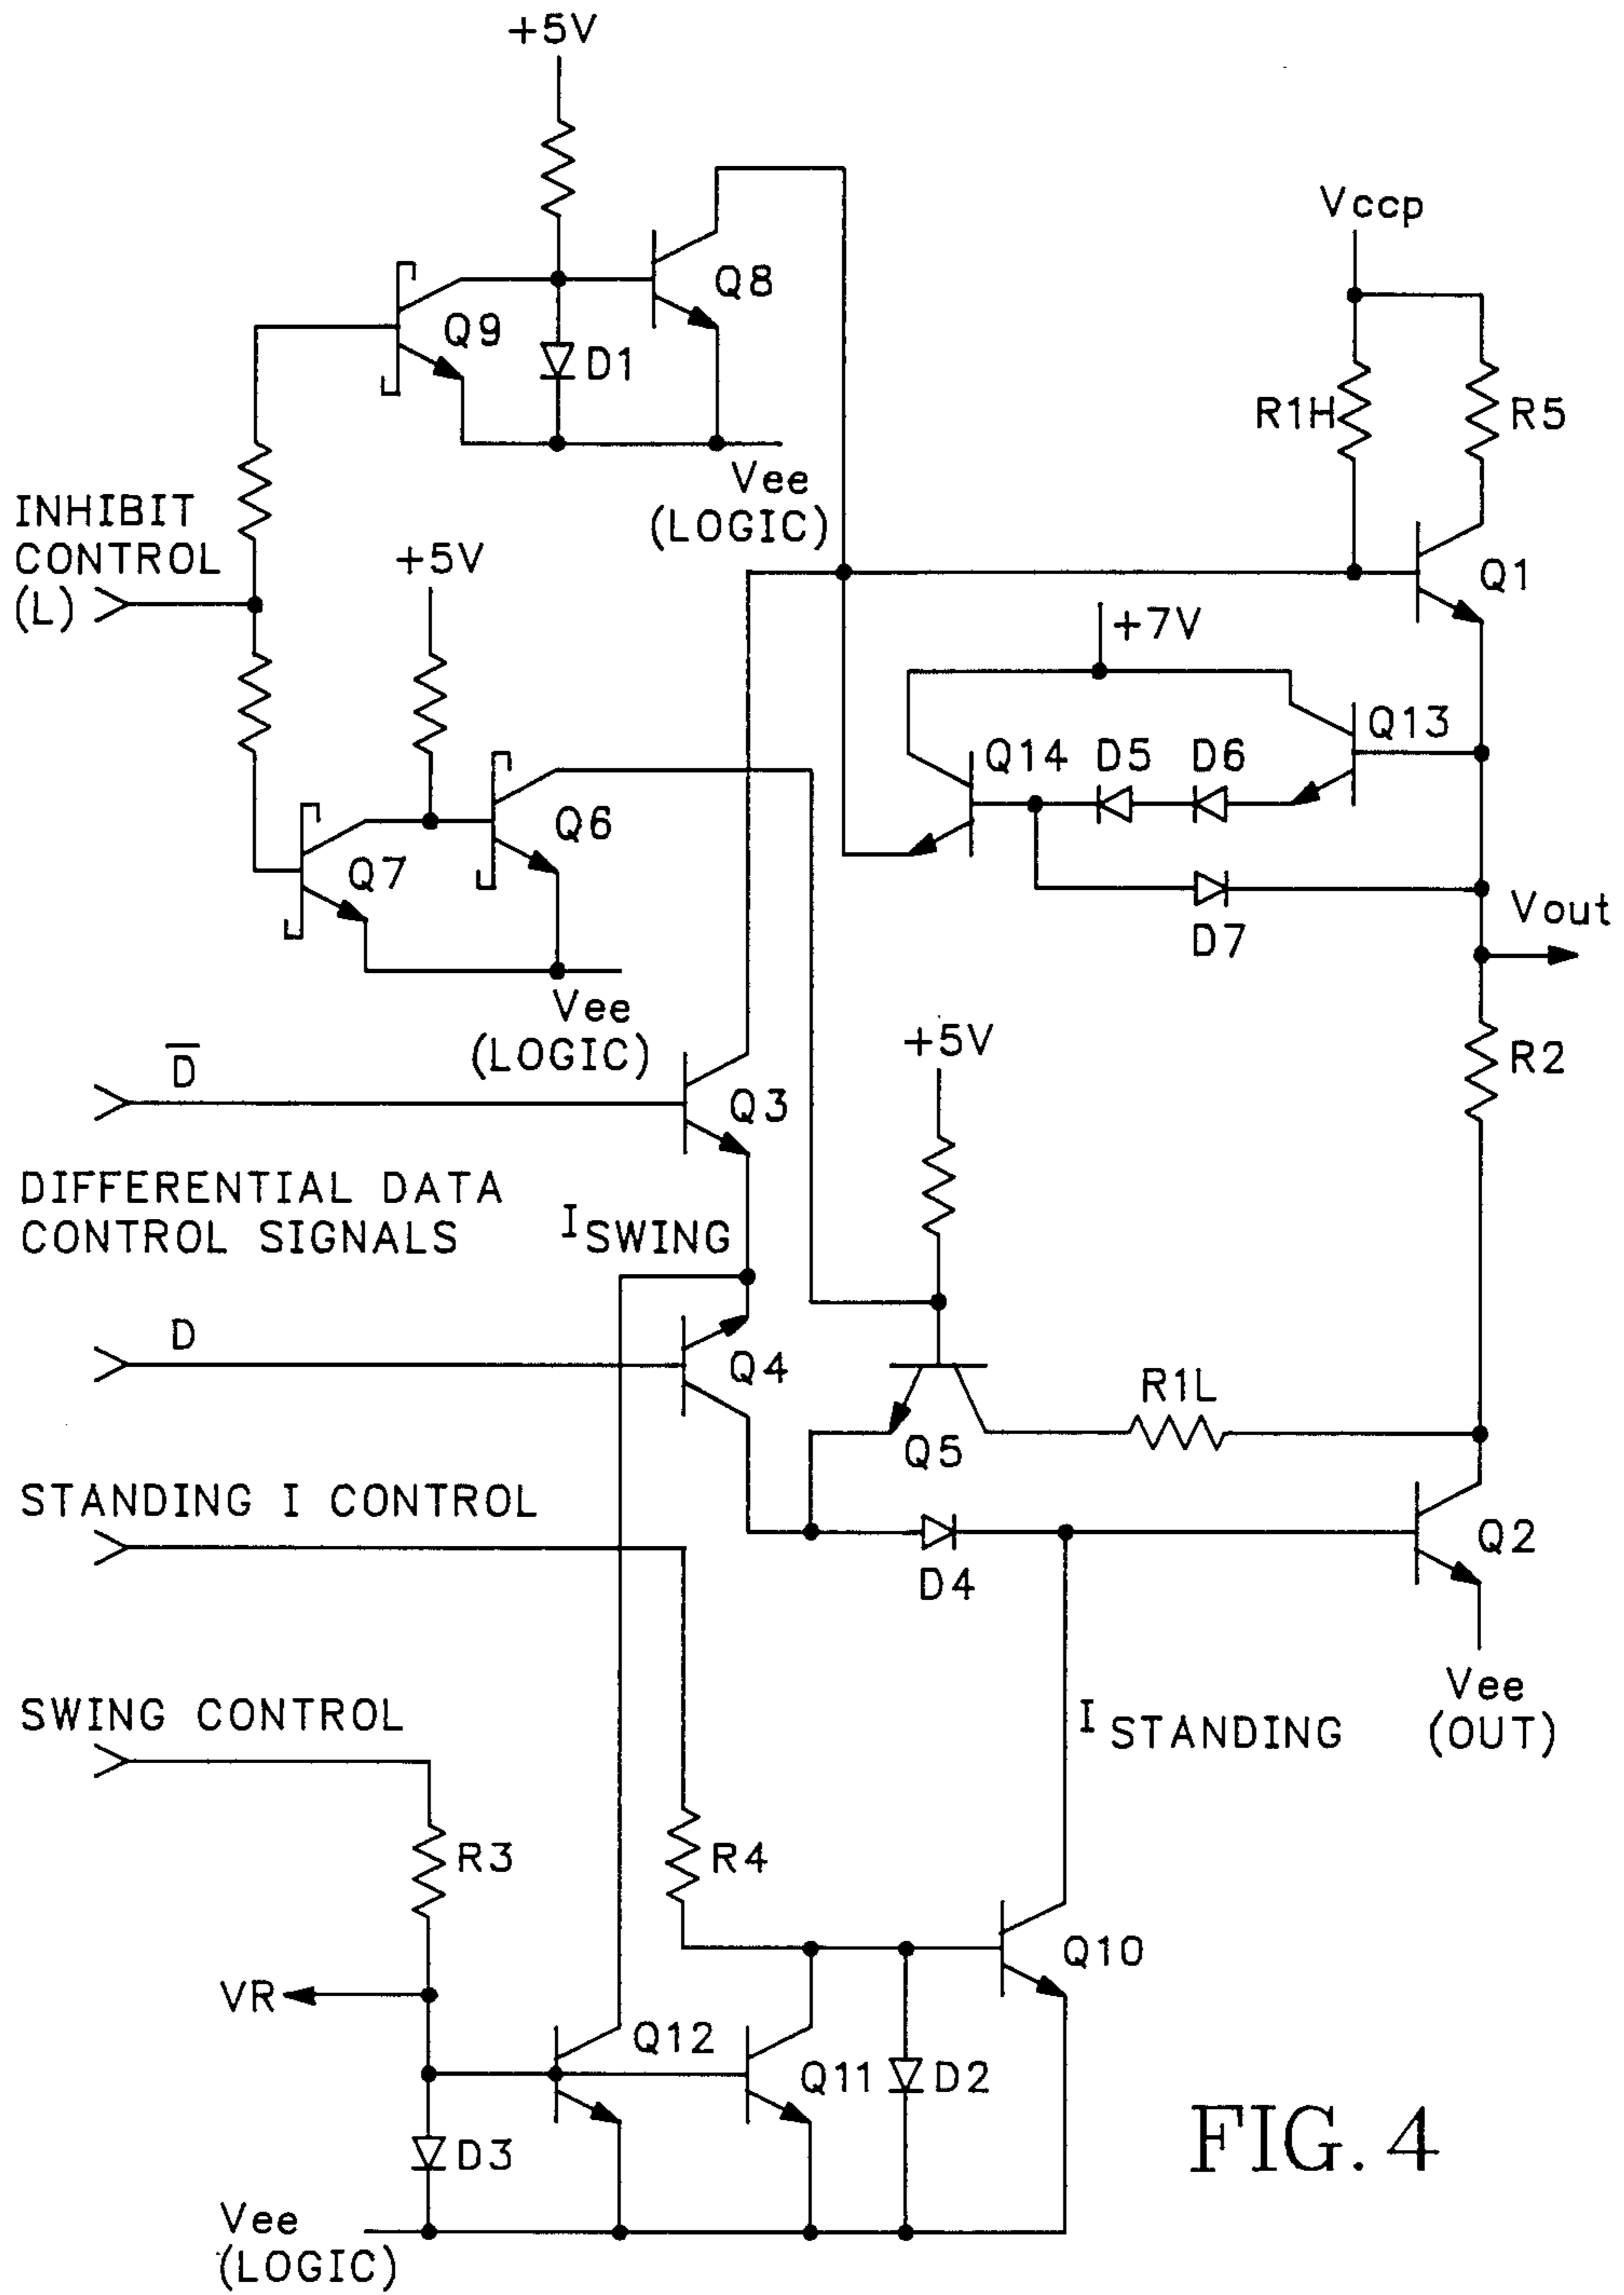 +5V
Vccp
Q8
Q9
D1
R1H
R5
Vee
(LOGIC)
INHIBIT
CONTROL
(L)
+5V
Q1
+7V
Q13
Q14
D5
D6
Q6
Q7
Vout
D7
Vee
(LOGIC)
+5V
R2
D̅
Q3
DIFFERENTIAL DATA
CONTROL SIGNALS
I SWING
D
Q4
R1L
Q5
STANDING I CONTROL
Q2
D4
Vee
(OUT)
SWING CONTROL
I STANDING
R3
R4
Q10
VR
Q12
Q11
D2
D3
FIG. 4
Vee
(LOGIC)